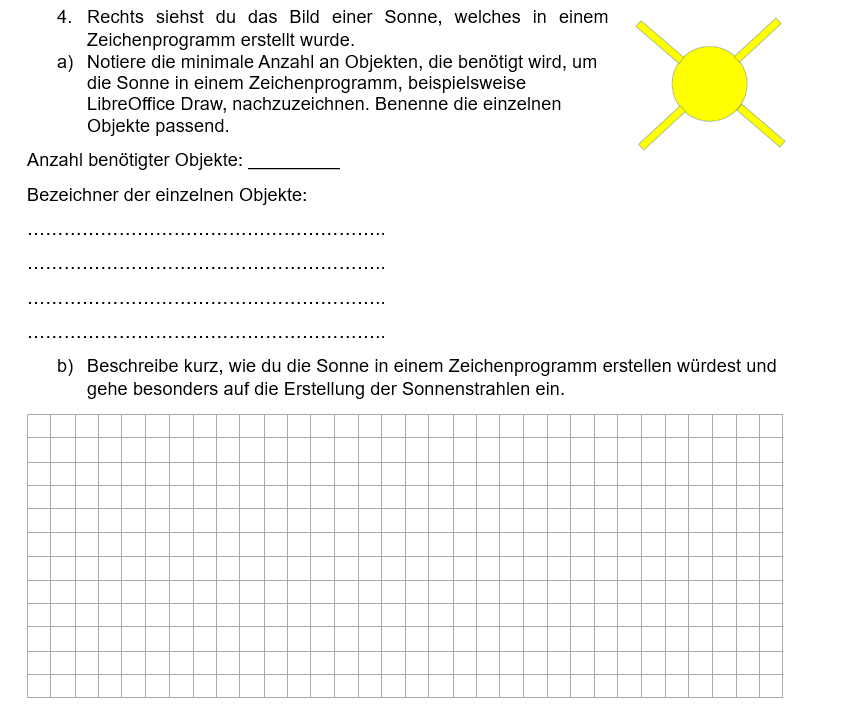 4. Rechts siehst du das Bild einer Sonne, welches in einem
Zeichenprogramm erstellt wurde.
a) Notiere die minimale Anzahl an Objekten, die benötigt wird, um
die Sonne in einem Zeichenprogramm, beispielsweise
LibreOffice Draw, nachzuzeichnen. Benenne die einzelnen
Objekte passend.
Anzahl benötigter Objekte: _________
Bezeichner der einzelnen Objekte:
…………………………………………………..
…………………………………………………..
…………………………………………………..
…………………………………………………..
b) Beschreibe kurz, wie du die Sonne in einem Zeichenprogramm erstellen würdest und
gehe besonders auf die Erstellung der Sonnenstrahlen ein.